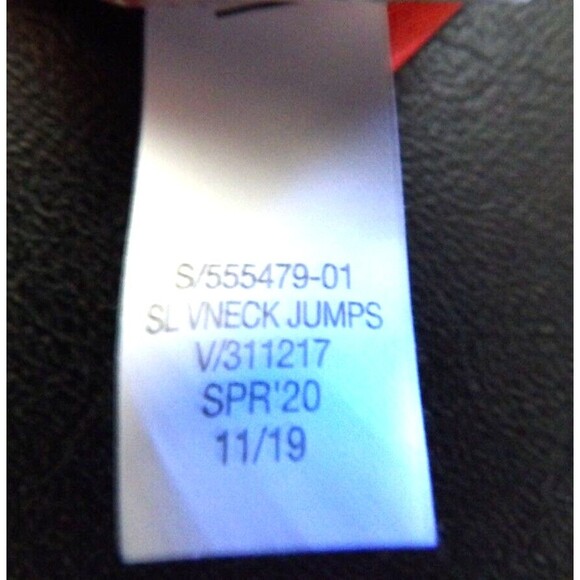 S/555479-01
SL VNECK JUMPS
V/311217
SPR'20
11/19